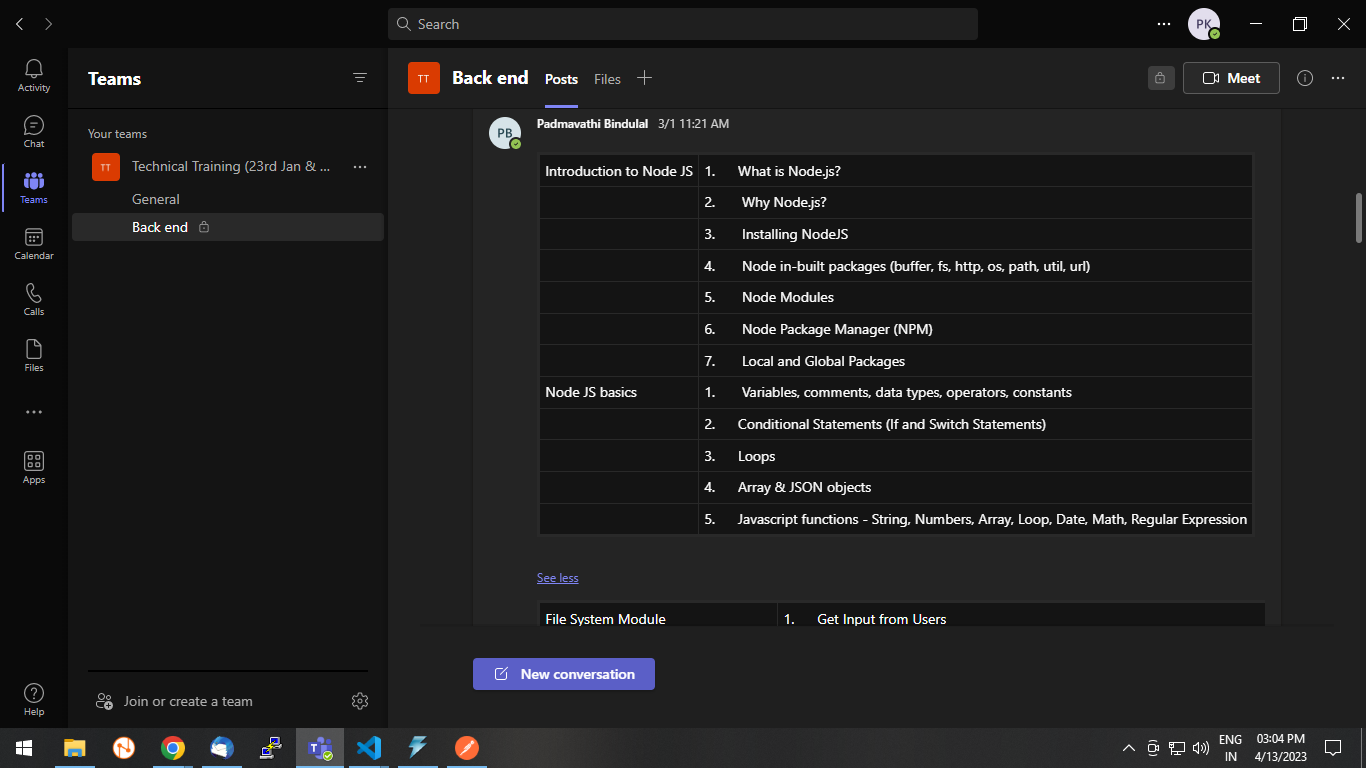 Search
PK
Activity
Chat
Teams
Calendar
Calls
Files
Apps
Help
Teams
Your teams
TT Technical Training (23rd Jan & ...
General
Back end
Join or create a team
TT Back end Posts Files
Meet
PB Padmavathi Bindulal 3/1 11:21 AM
Introduction to Node JS 1. What is Node.js?
2. Why Node.js?
3. Installing NodeJS
4. Node in-built packages (buffer, fs, http, os, path, util, url)
5. Node Modules
6. Node Package Manager (NPM)
7. Local and Global Packages
Node JS basics 1. Variables, comments, data types, operators, constants
2. Conditional Statements (If and Switch Statements)
3. Loops
4. Array & JSON objects
5. Javascript functions - String, Numbers, Array, Loop, Date, Math, Regular Expression
See less
File System Module 1. Get Input from Users
New conversation
ENG
IN
03:04 PM
4/13/2023